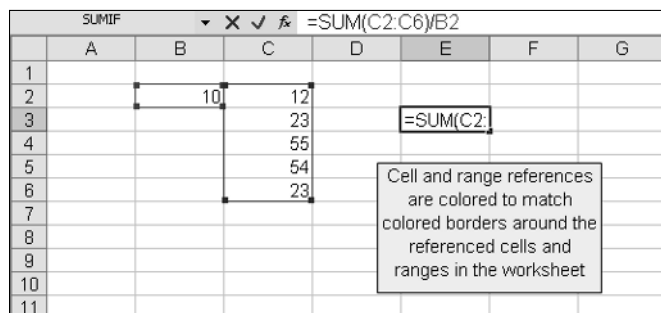 SUMIF =SUM(C2:C6)/B2
A B C D E F G
1
2 10 12
3 23 =SUM(C2:
4 55
5 54
6 23
7
8
9
10
11
Cell and range references
are colored to match
colored borders around the
referenced cells and
ranges in the worksheet